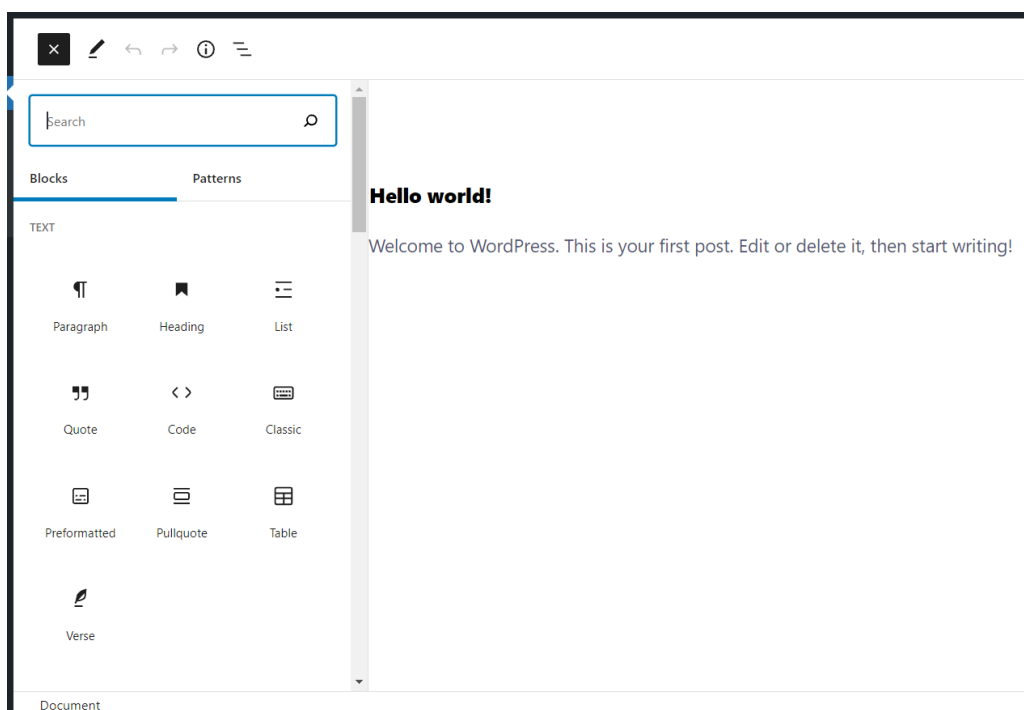 Search
Blocks Patterns
TEXT
Paragraph Heading List
Quote Code Classic
Preformatted Pullquote Table
Verse
Hello world!
Welcome to WordPress. This is your first post. Edit or delete it, then start writing!
Document